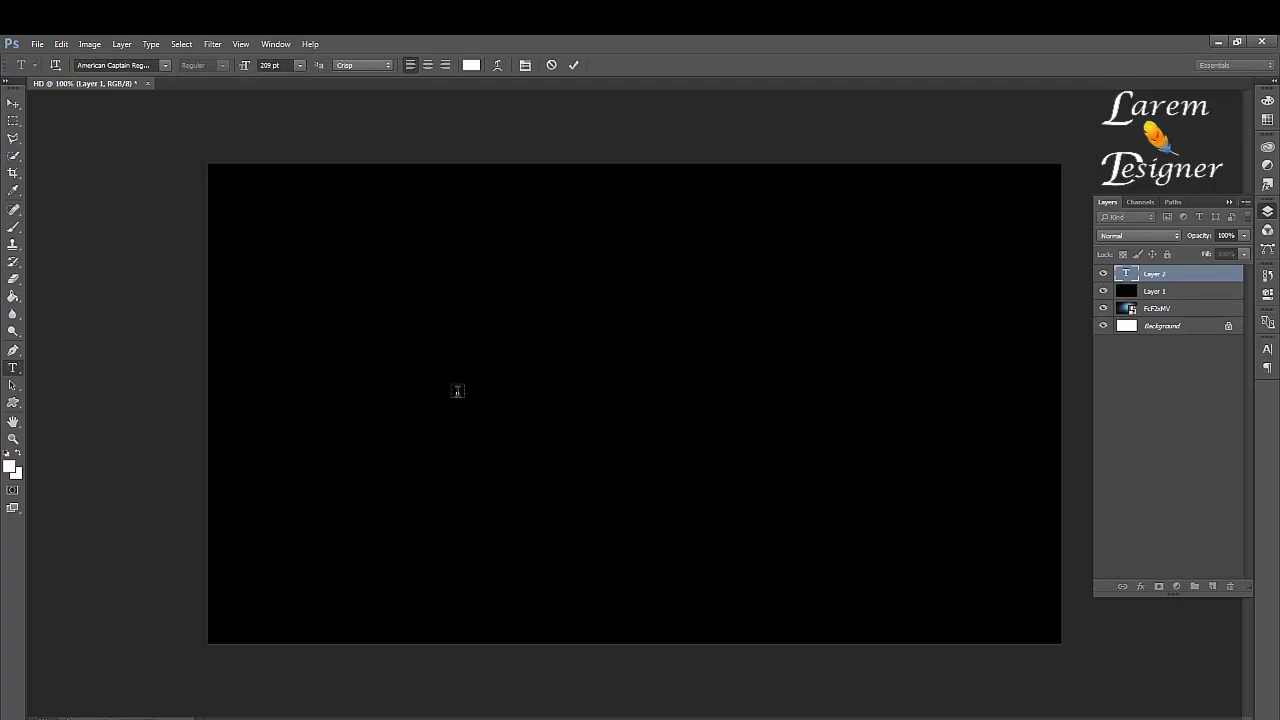 Ps File Edit Image Layer Type Select Filter View Window Help
American Captain Reg... Regular 209 pt Crisp Essentials
HD @ 100% (Layer 1, RGB/8) *
Larem
Designer
Layers Channels Paths
Kind
Normal Opacity: 100%
Lock: Fill: 100%
Layer 2
Layer 1
FcF2sMV
Background